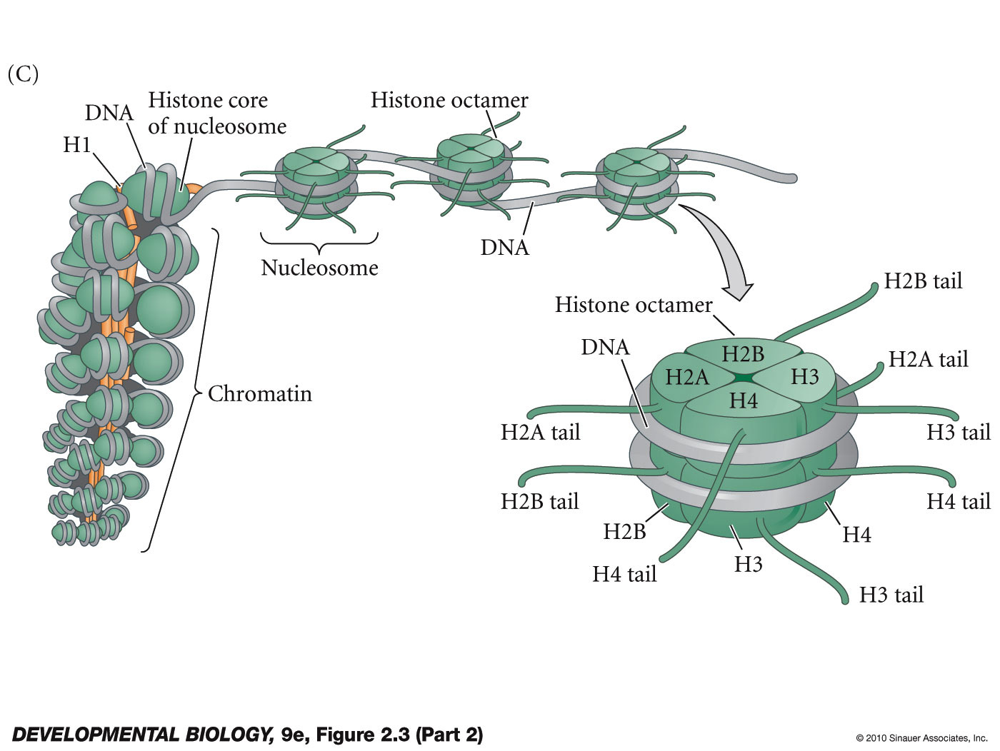 (C)
DNA
Histone core
of nucleosome
H1
Histone octamer
DNA
Nucleosome
Chromatin
Histone octamer
DNA
H2B tail
H2A tail
H2B
H2A
H3
H4
H2A tail
H3 tail
H2B tail
H4 tail
H2B
H4
H3
H4 tail
H3 tail
DEVELOPMENTAL BIOLOGY, 9e, Figure 2.3 (Part 2)
© 2010 Sinauer Associates, Inc.